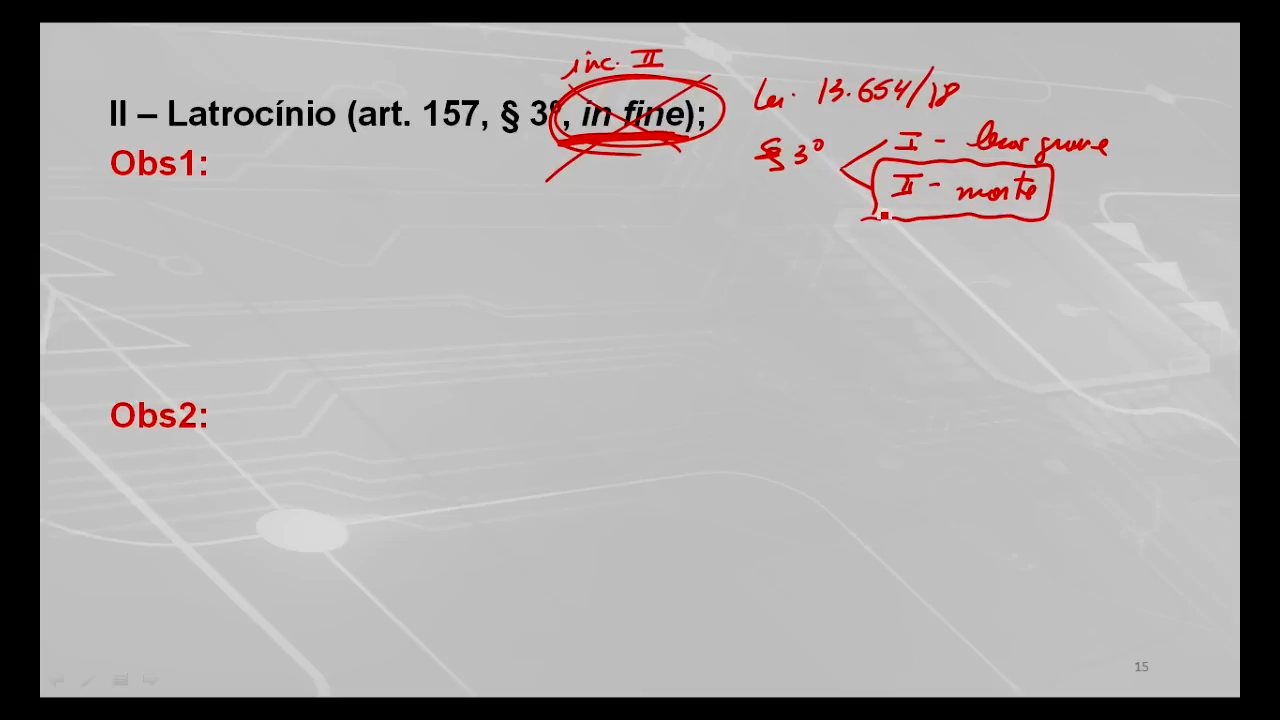 inc. II
II – Latrocínio (art. 157, § 3º, in fine);
Lei. 13.654/18
Obs1:
§ 3º
I - lesão grave
II - morte
Obs2:
15